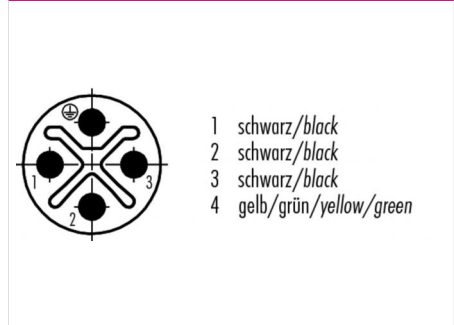 1 schwarz/black
2 schwarz/black
3 schwarz/black
4 gelb/grün/yellow/green
1
3
2